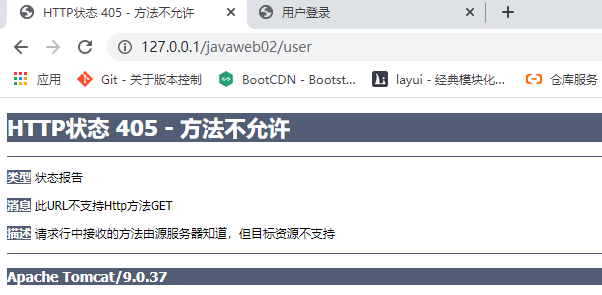 HTTP状态 405 - 方法不允许
用户登录
127.0.0.1/javaweb02/user
应用 Git - 关于版本控制 BootCDN - Bootst... layui - 经典模块化... 仓库服务
HTTP状态 405 - 方法不允许
类型 状态报告
消息 此URL不支持Http方法GET
描述 请求行中接收的方法由源服务器知道，但目标资源不支持
Apache Tomcat/9.0.37